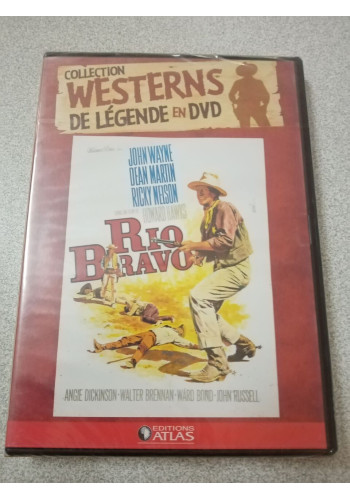 COLLECTION
WESTERNS
DE LÉGENDE EN DVD
JOHN WAYNE
DEAN MARTIN
RICKY NELSON
HOWARD HAWKS
RIO
BRAVO
ANGIE DICKINSON - WALTER BRENNAN - WARD BOND - JOHN RUSSELL
EDITIONS
ATLAS